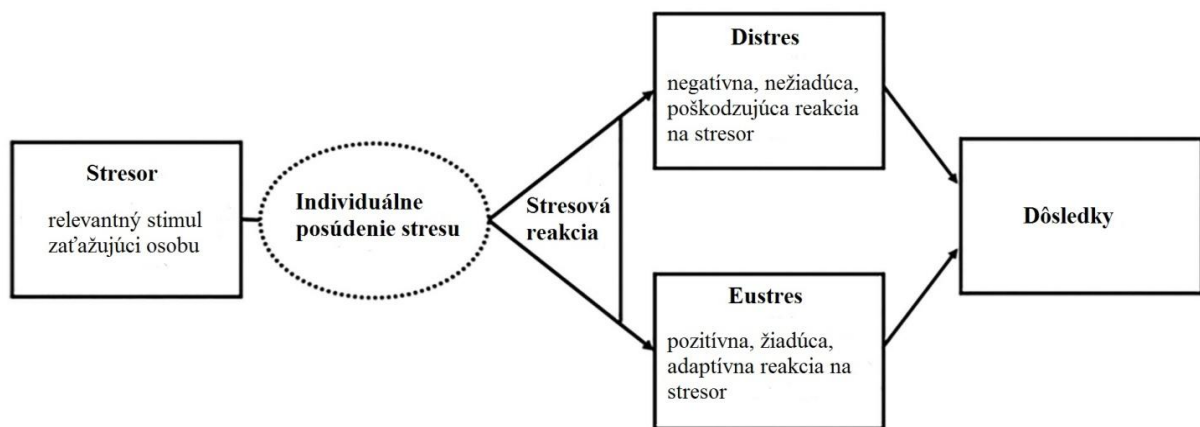 Stresor
relevantný stimul
zaťažujúci osobu
Individuálne
posúdenie stresu
Stresová
reakcia
Distres
negatívna, nežiadúca,
poškodzujúca reakcia
na stresor
Eustres
pozitívna, žiadúca,
adaptívna reakcia na
stresor
Dôsledky